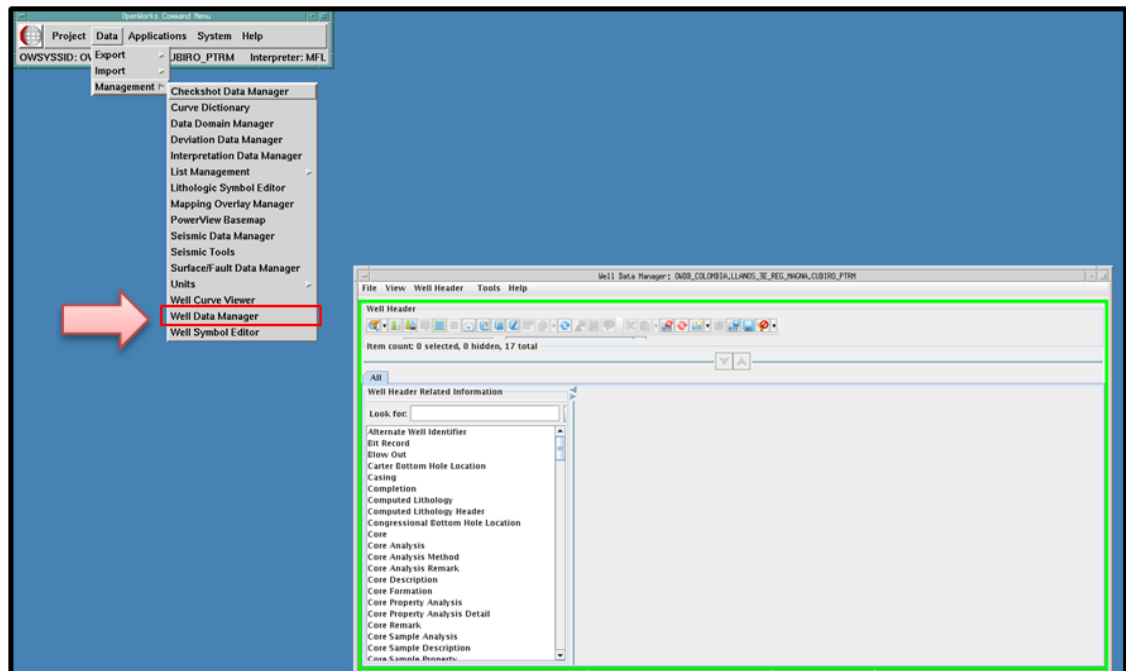 OpenWorks Command Menu
Project Data Applications System Help
OWSYSSID: OW
UBIRO_PTRM Interpreter: MFL
Export
Import
Management
Checkshot Data Manager
Curve Dictionary
Data Domain Manager
Deviation Data Manager
Interpretation Data Manager
List Management
Lithologic Symbol Editor
Mapping Overlay Manager
PowerView Basemap
Seismic Data Manager
Seismic Tools
Surface/Fault Data Manager
Units
Well Curve Viewer
Well Data Manager
Well Symbol Editor
Well Data Manager: OWDB_COLOMBIA,LLANOS_SE_REG_MAGNA,CUBIRO_PTRM
File View Well Header Tools Help
Well Header
Item count: 0 selected, 0 hidden, 17 total
All
Well Header Related Information
Look for:
Alternate Well Identifier
Bit Record
Blow Out
Carter Bottom Hole Location
Casing
Completion
Computed Lithology
Computed Lithology Header
Congressional Bottom Hole Location
Core
Core Analysis
Core Analysis Method
Core Analysis Remark
Core Description
Core Formation
Core Property Analysis
Core Property Analysis Detail
Core Remark
Core Sample Analysis
Core Sample Description
Core Sample Property